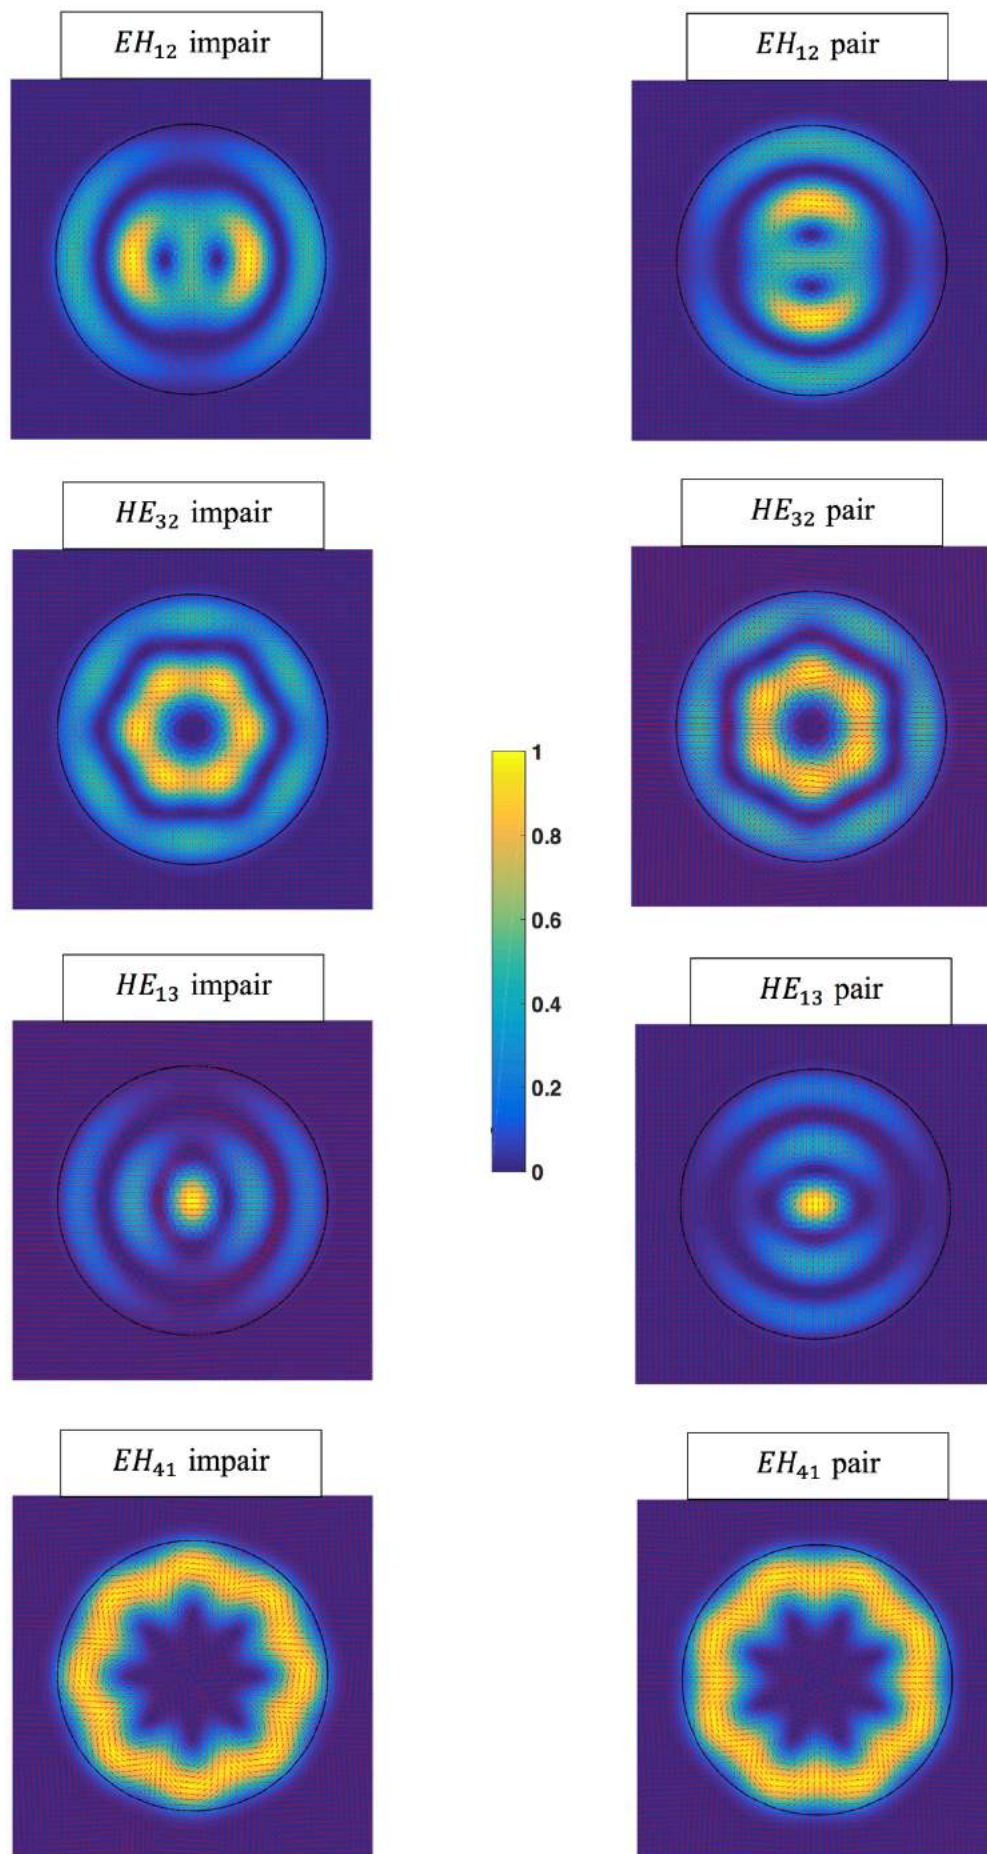 EH₁₂ impair
EH₁₂ pair
HE₃₂ impair
HE₃₂ pair
1
0.8
0.6
0.4
0.2
0
HE₁₃ impair
HE₁₃ pair
EH₄₁ impair
EH₄₁ pair